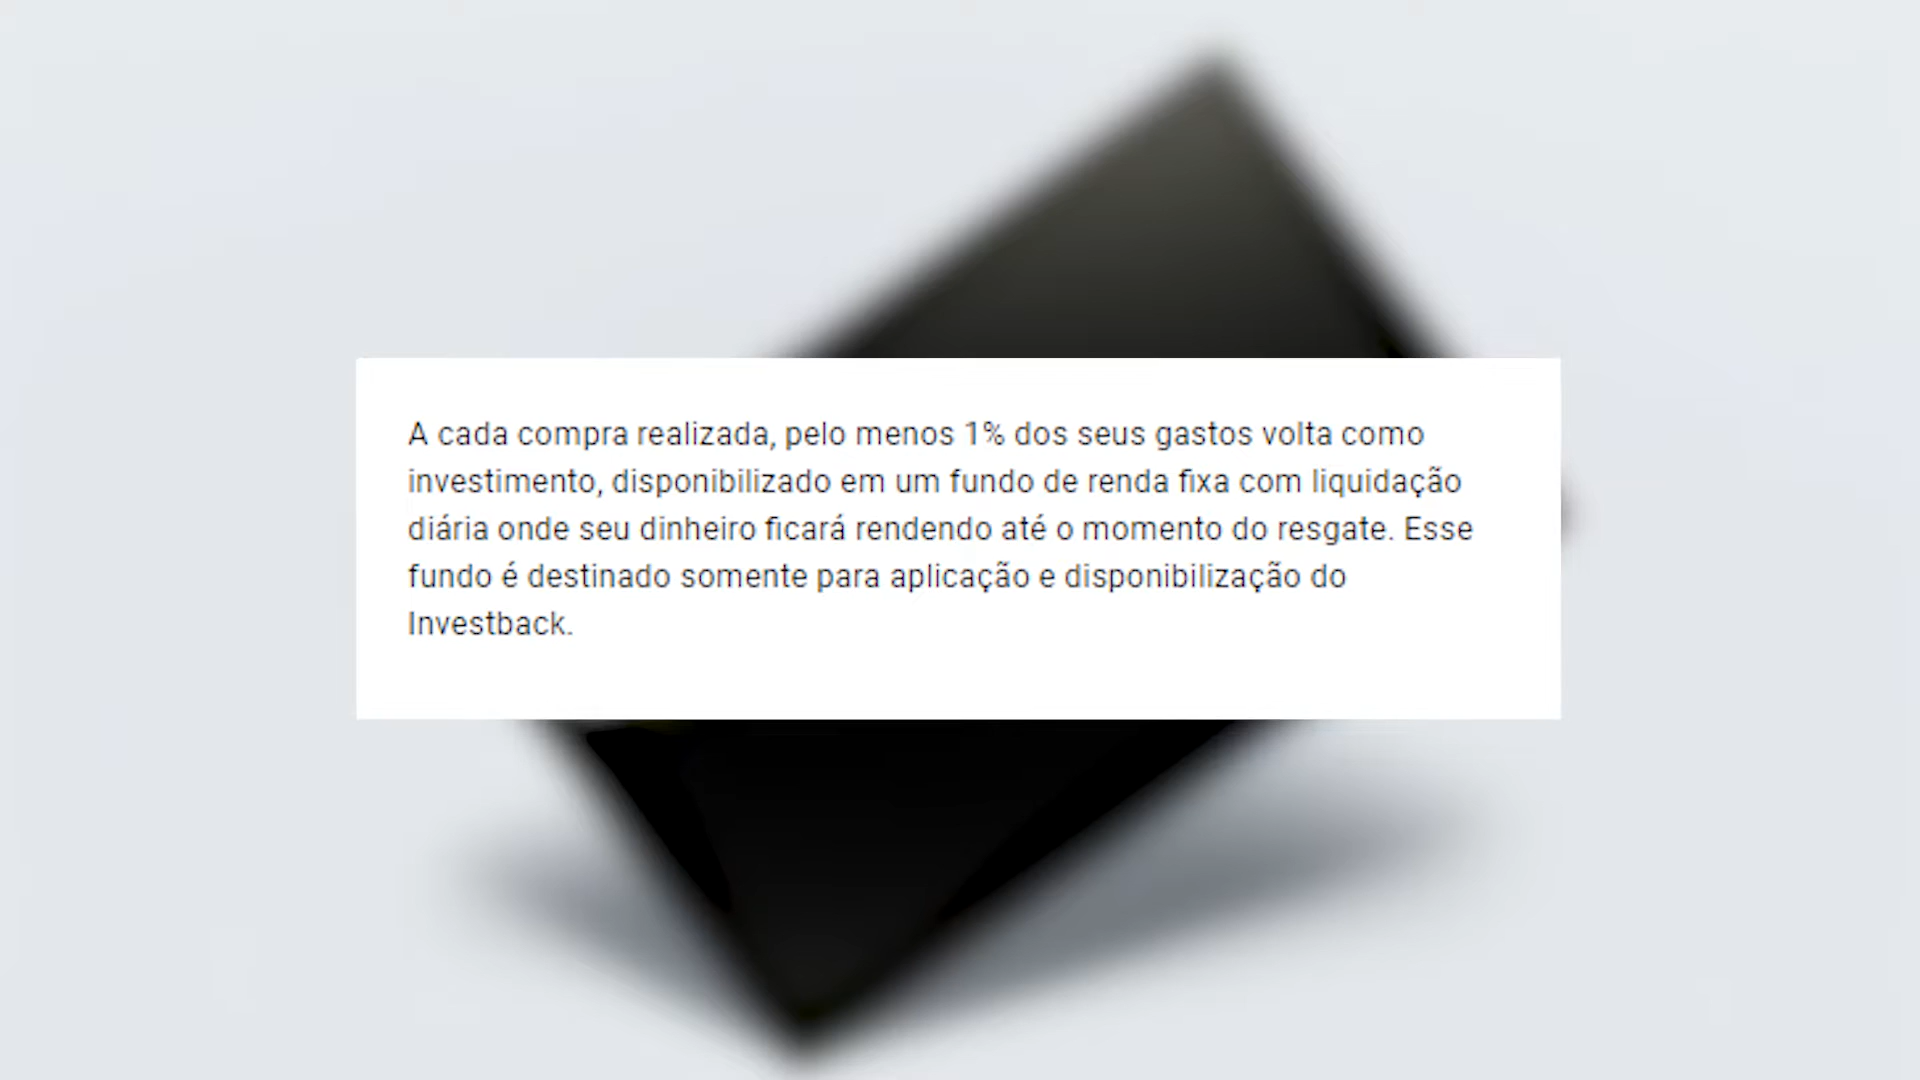 A cada compra realizada, pelo menos 1% dos seus gastos volta como
investimento, disponibilizado em um fundo de renda fixa com liquidação
diária onde seu dinheiro ficará rendendo até o momento do resgate. Esse
fundo é destinado somente para aplicação e disponibilização do
Investback.